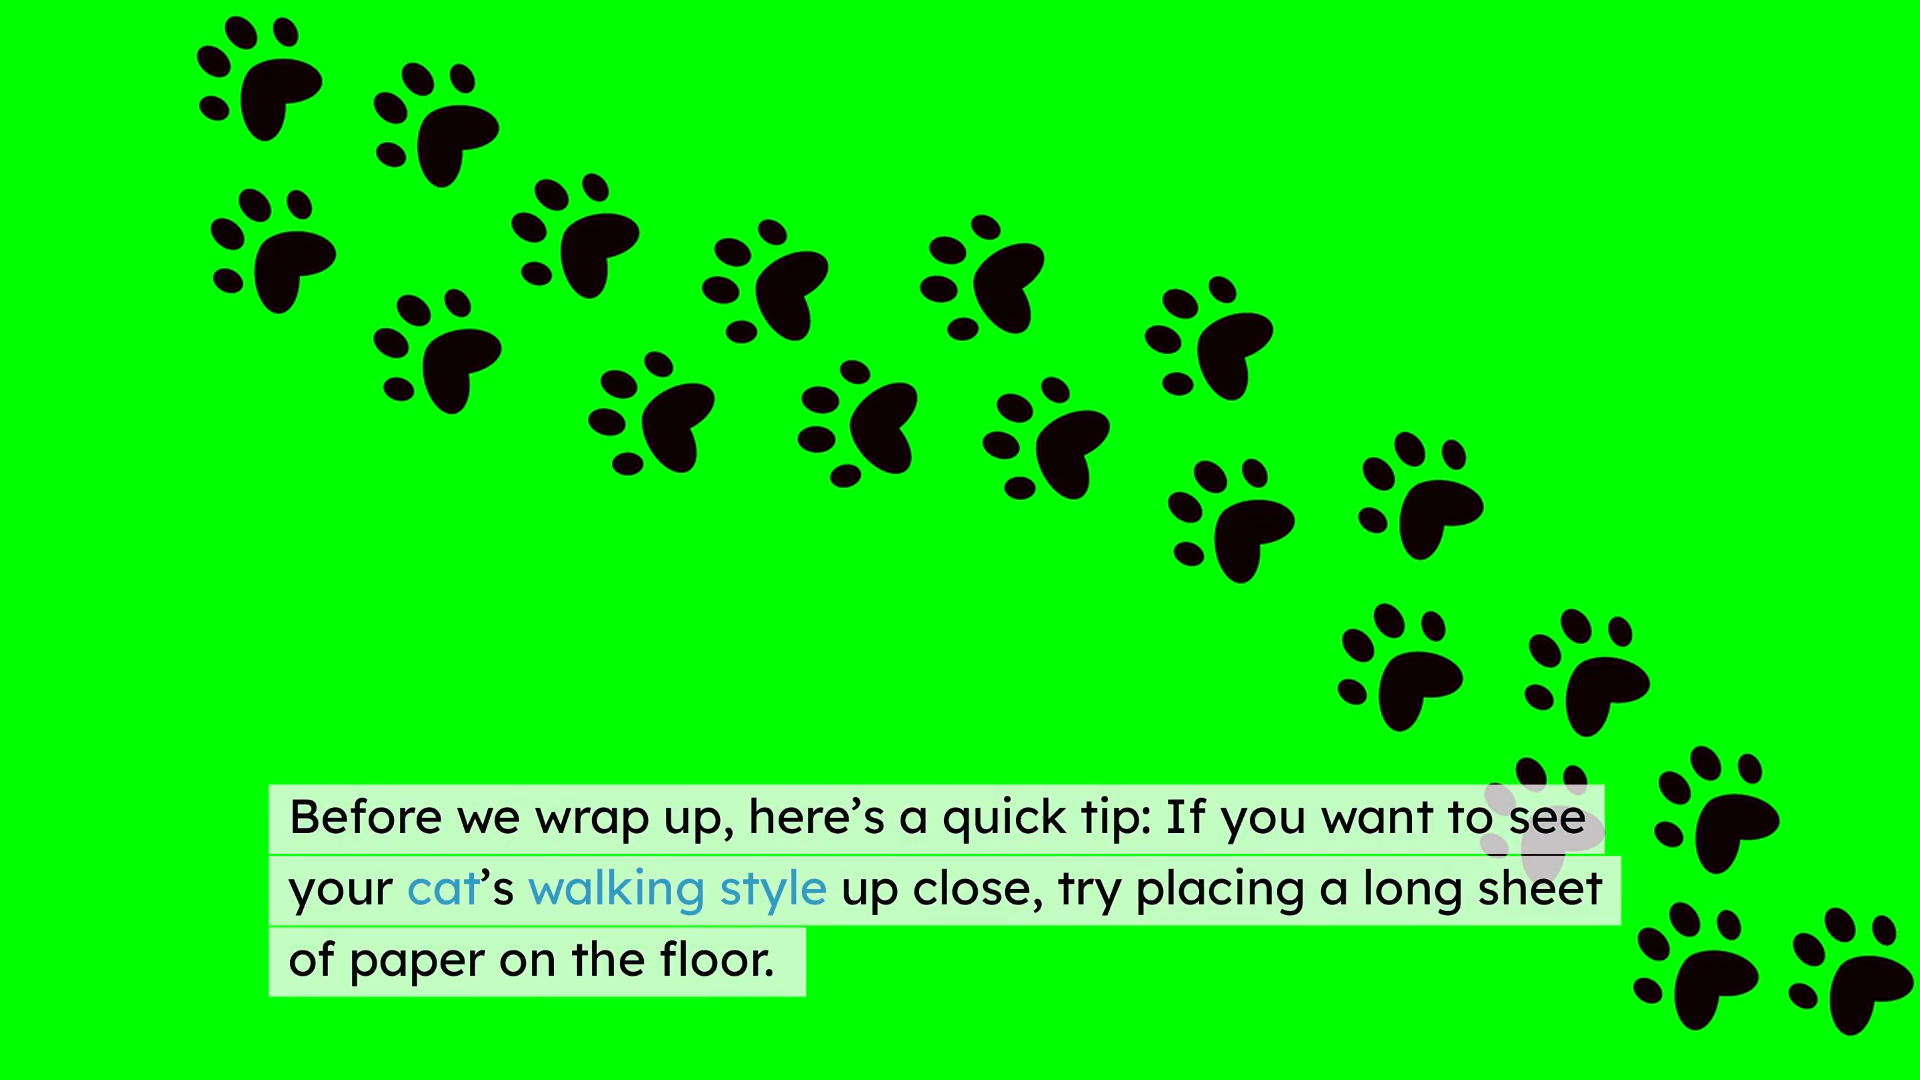 Before we wrap up, here’s a quick tip: If you want to see
your cat’s walking style up close, try placing a long sheet
of paper on the floor.